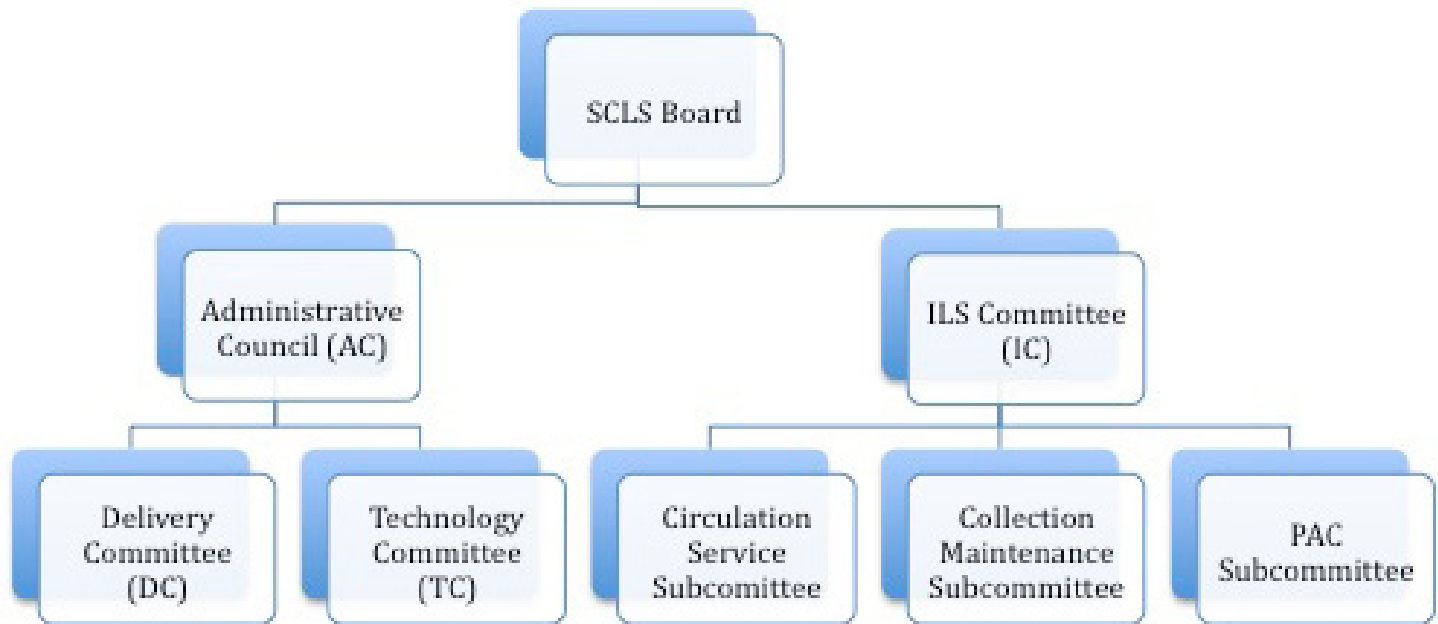 SCLS Board
Administrative
Council (AC)
ILS Committee
(IC)
Delivery
Committee
(DC)
Technology
Committee
(TC)
Circulation
Service
Subcomittee
Collection
Maintenance
Subcommittee
PAC
Subcommittee